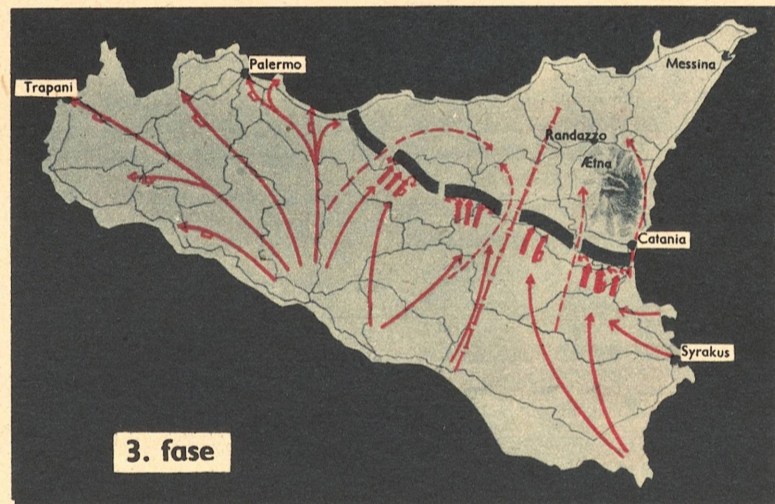 Palermo
Messina
Trapani
Randazzo
Ætna
Catania
Syrakus
3. fase